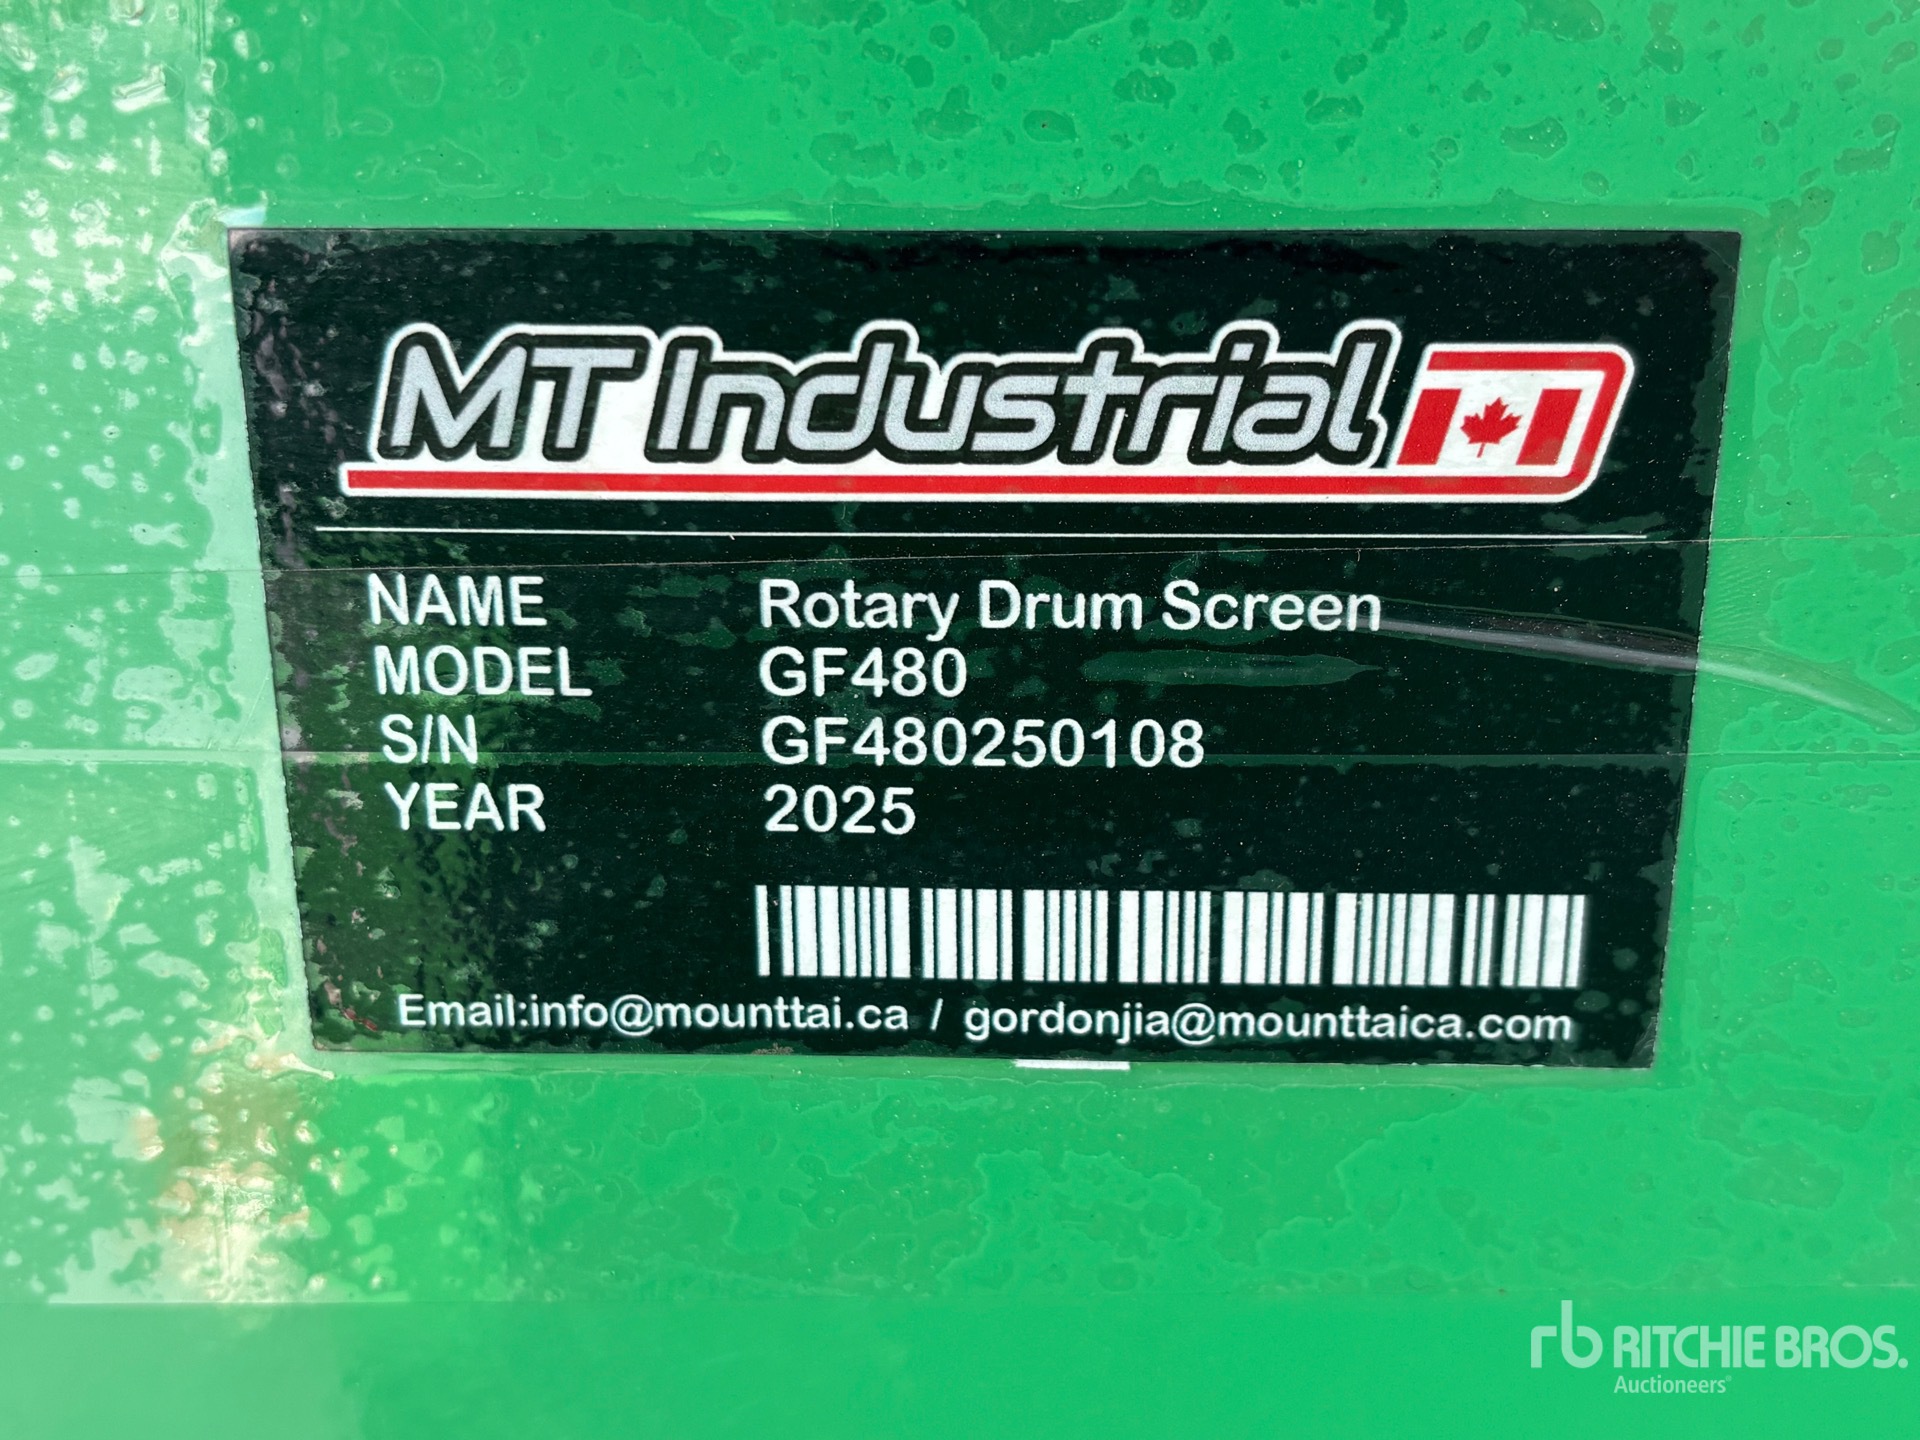 MT Industrial
NAME Rotary Drum Screen
MODEL GF480
S/N GF480250108
YEAR 2025
Email:info@mounttai.ca / gordonjia@mounttaica.com
rb RITCHIE BROS.
Auctioneers